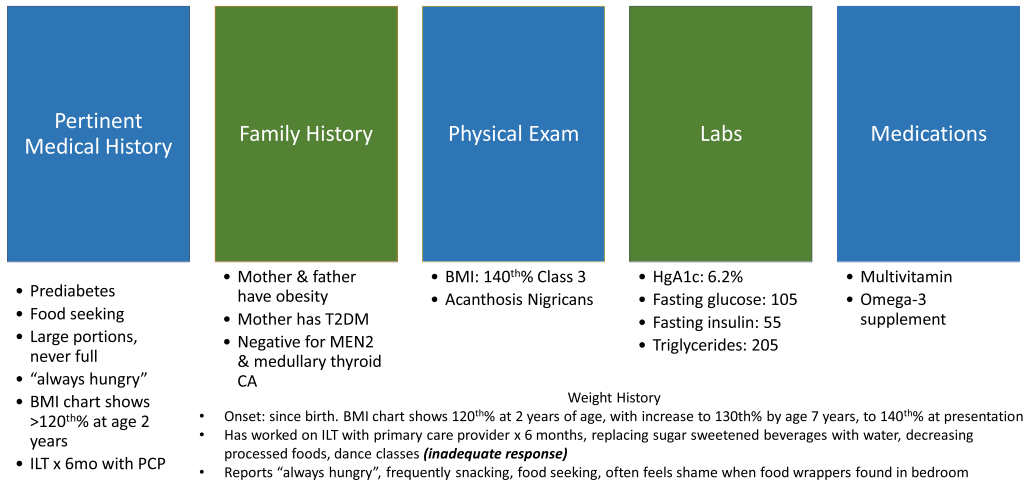 Pertinent
Medical History
Family History
Physical Exam
Labs
Medications
• Prediabetes
• Food seeking
• Large portions,
never full
• “always hungry”
• BMI chart shows
>120th% at age 2
years
• ILT x 6mo with PCP
• Mother & father
have obesity
• Mother has T2DM
• Negative for MEN2
& medullary thyroid
CA
• BMI: 140th% Class 3
• Acanthosis Nigricans
• HgA1c: 6.2%
• Fasting glucose: 105
• Fasting insulin: 55
• Triglycerides: 205
• Multivitamin
• Omega-3
supplement
Weight History
• Onset: since birth. BMI chart shows 120th% at 2 years of age, with increase to 130th% by age 7 years, to 140th% at presentation
• Has worked on ILT with primary care provider x 6 months, replacing sugar sweetened beverages with water, decreasing
processed foods, dance classes (inadequate response)
• Reports “always hungry”, frequently snacking, food seeking, often feels shame when food wrappers found in bedroom